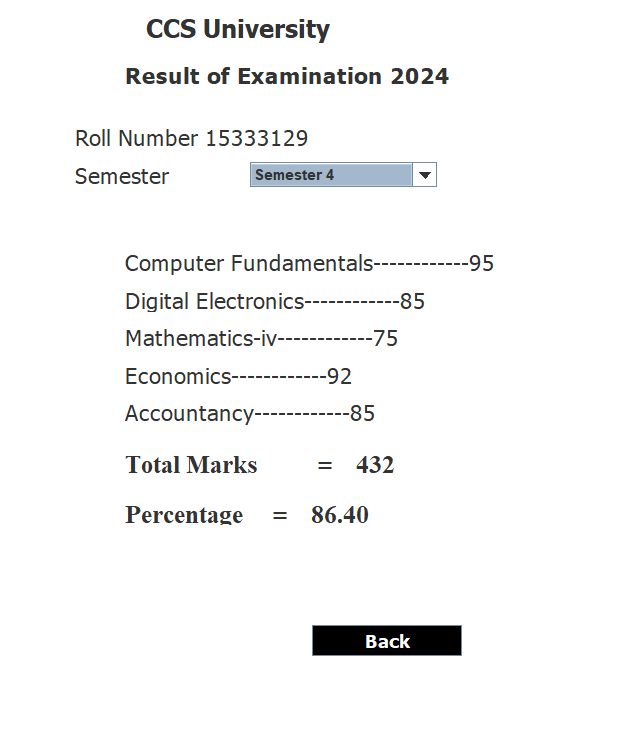 CCS University
Result of Examination 2024
Roll Number 15333129
Semester Semester 4
Computer Fundamentals------------95
Digital Electronics------------85
Mathematics-iv------------75
Economics------------92
Accountancy------------85
Total Marks = 432
Percentage = 86.40
Back